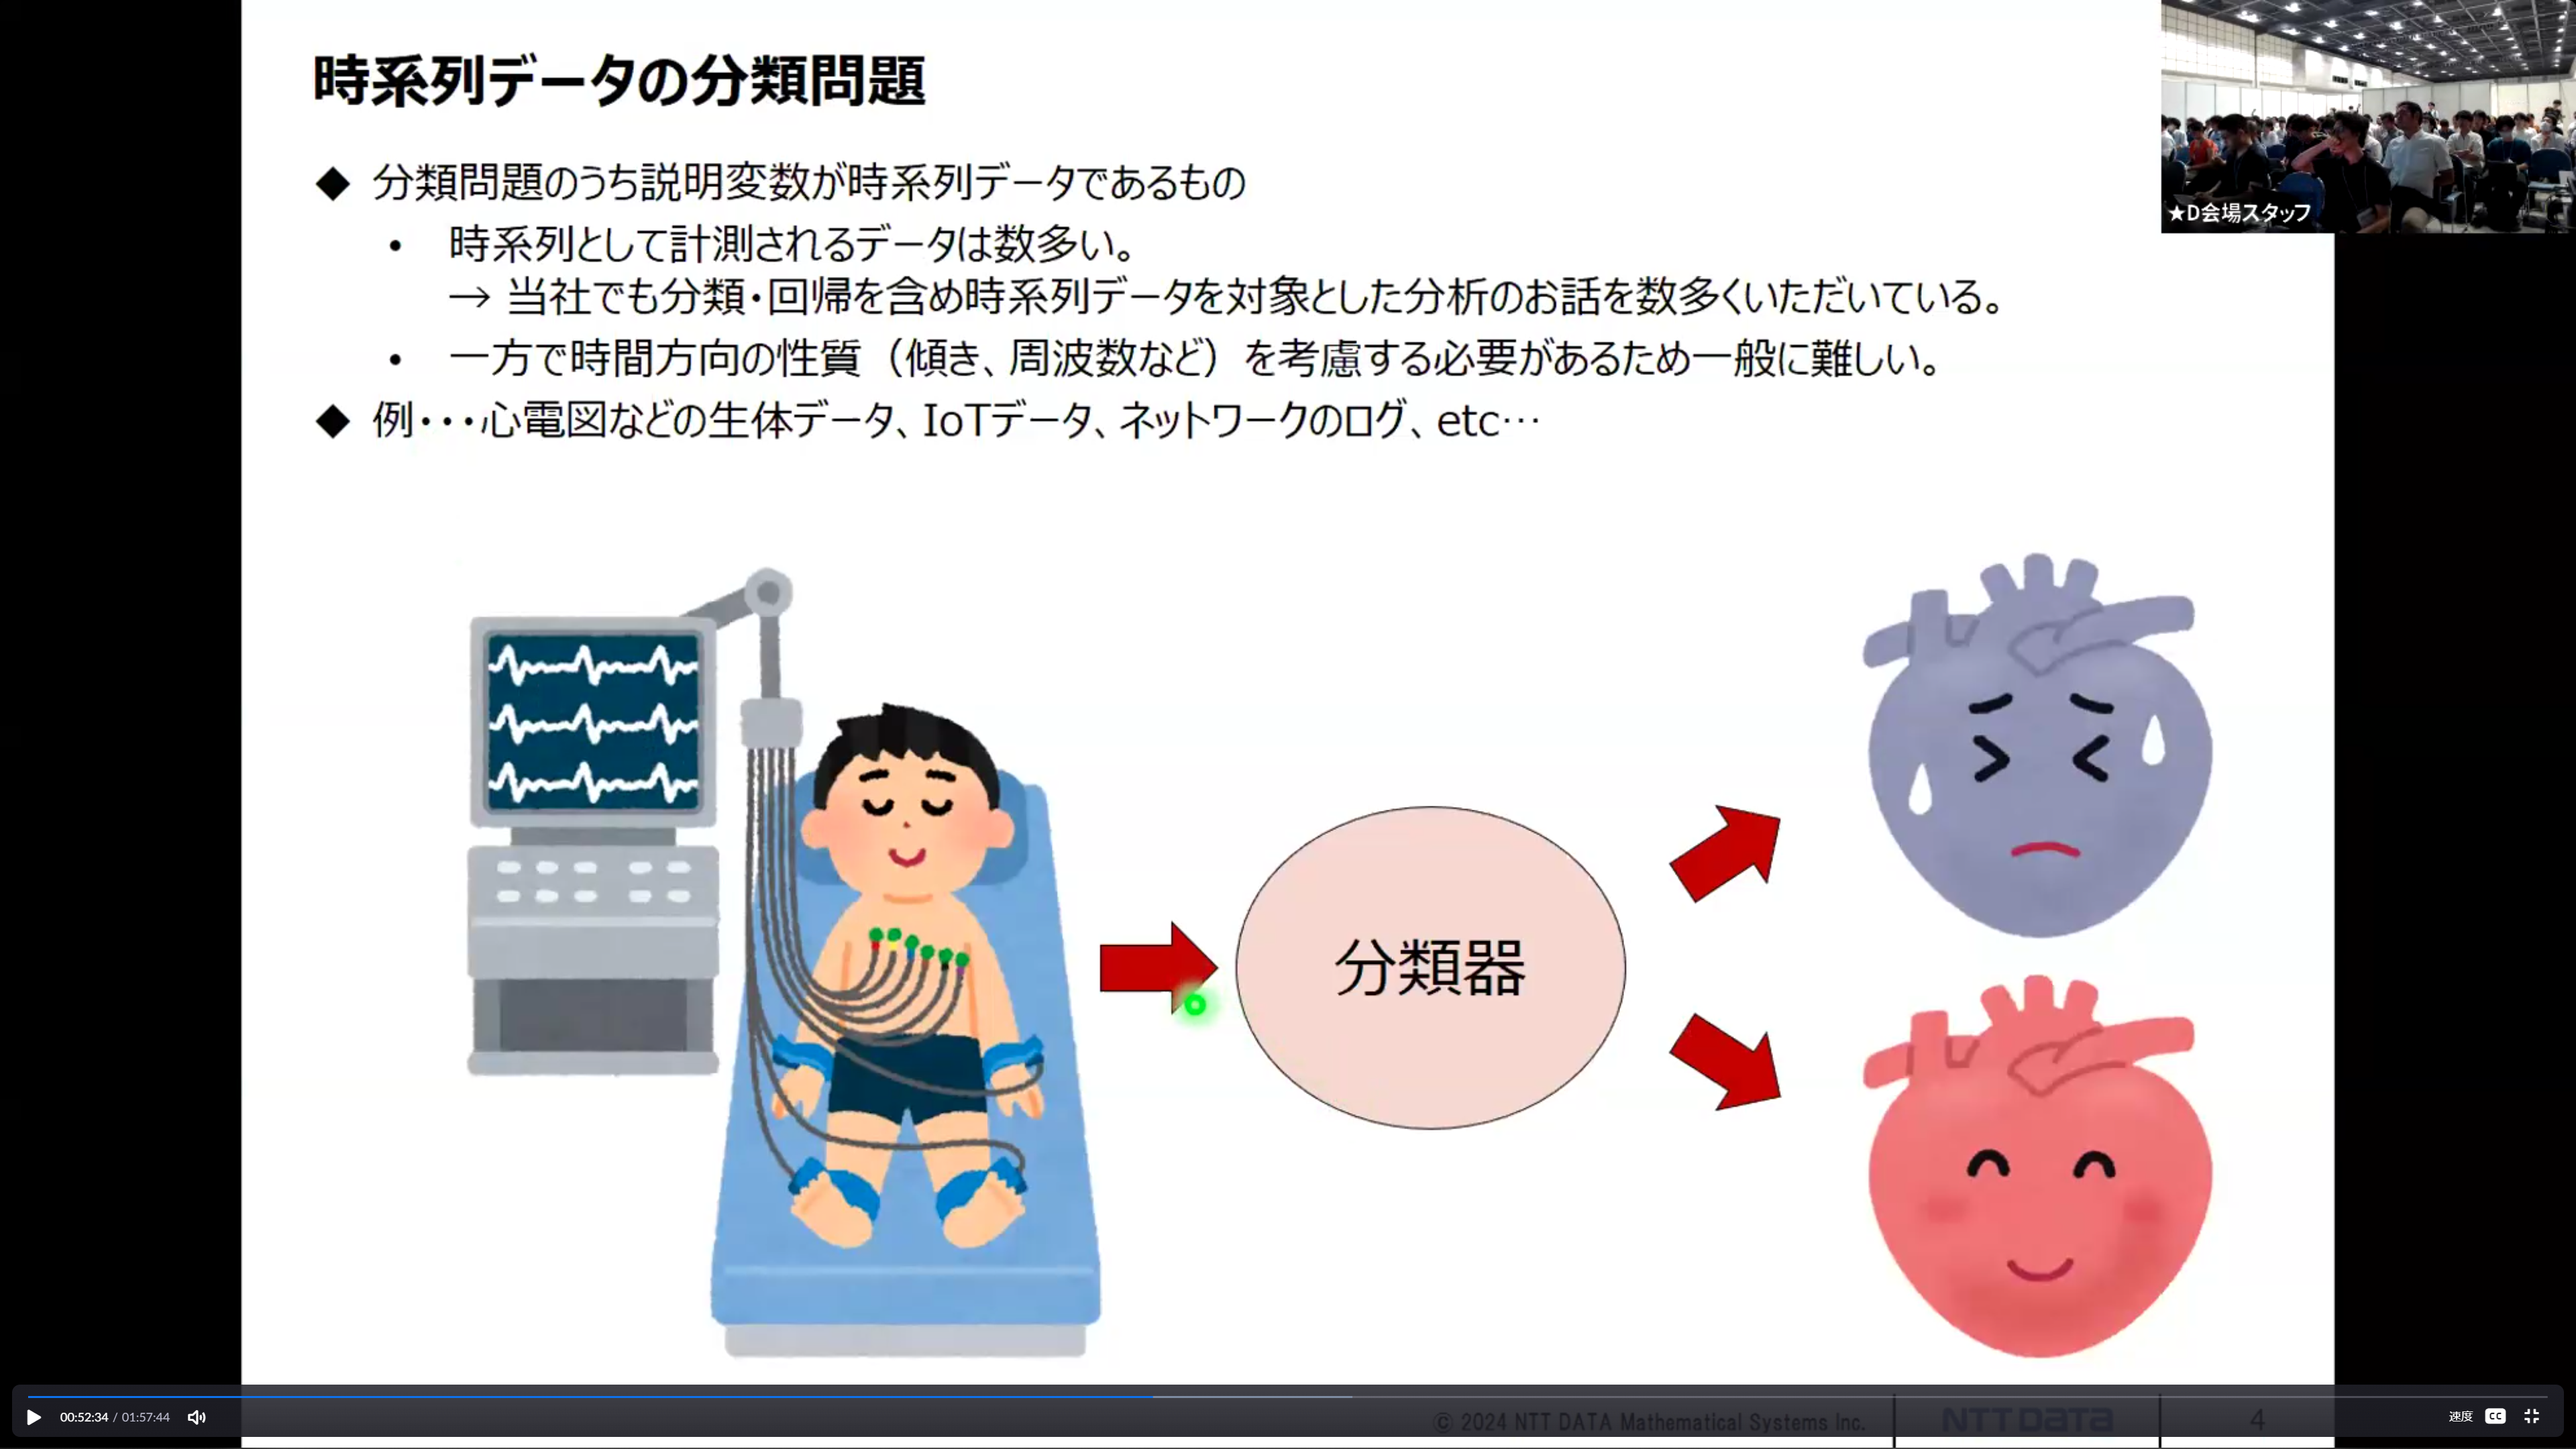 時系列データの分類問題
★D会場スタッフ
◆ 分類問題のうち説明変数が時系列データであるもの
• 時系列として計測されるデータは数多い。
→ 当社でも分類・回帰を含め時系列データを対象とした分析のお話を数多くいただいている。
• 一方で時間方向の性質（傾き、周波数など）を考慮する必要があるため一般に難しい。
◆ 例・・・心電図などの生体データ、IoTデータ、ネットワークのログ、etc…
分類器
00:52:34 / 01:57:44
© 2024 NTT DATA Mathematical Systems Inc.
NTT DATA
4
速度
CC